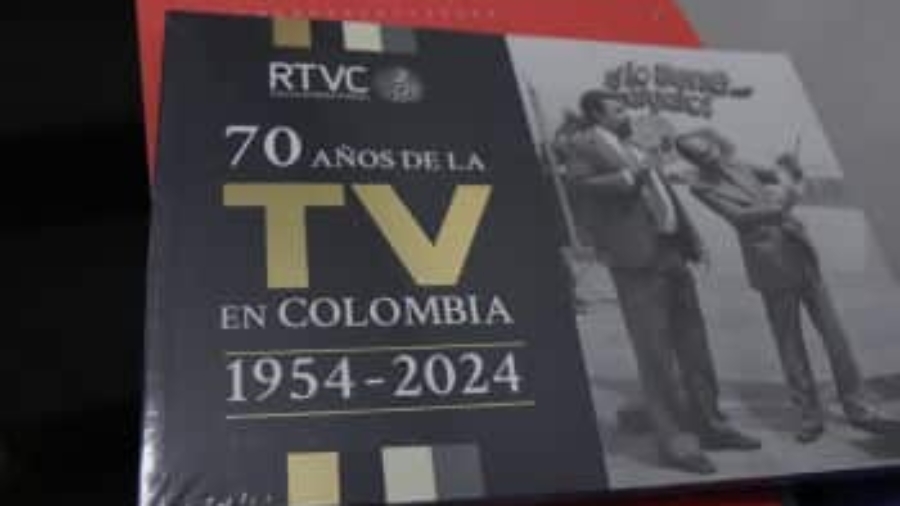 RTVC
70 AÑOS DE LA
TV
EN COLOMBIA
1954-2024